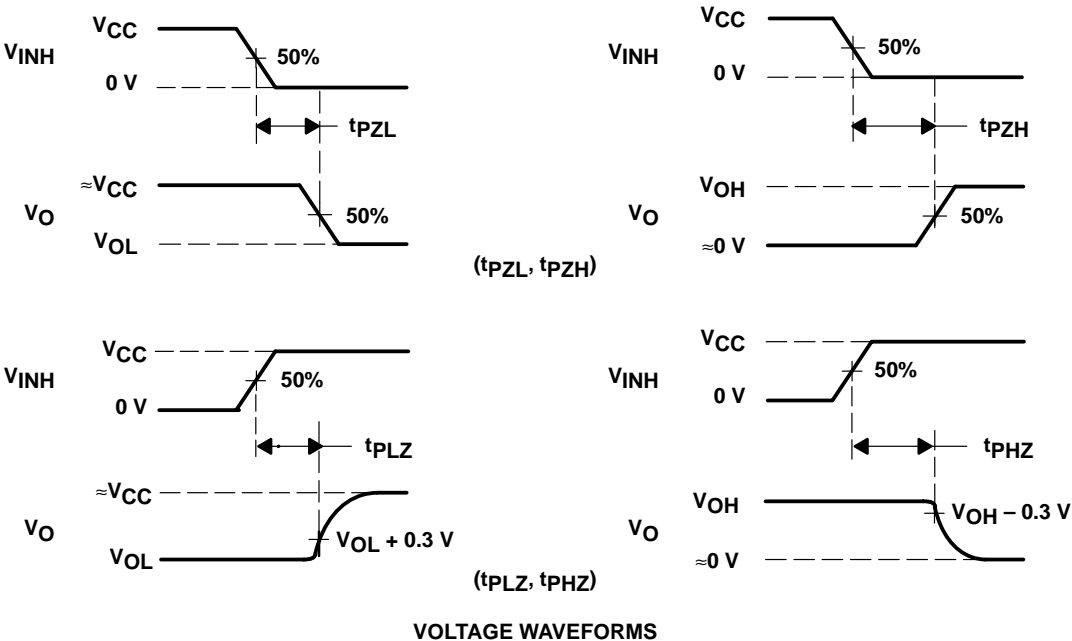 VCC
VINH
50%
0 V
tPZL
≈VCC
VO
50%
VOL
VCC
VINH
50%
0 V
tPZH
VOH
VO
50%
≈0 V
(tPZL, tPZH)
VCC
VINH
50%
0 V
tPLZ
≈VCC
VO
VOL + 0.3 V
VOL
VCC
VINH
50%
0 V
tPHZ
VOH
VOH – 0.3 V
VO
≈0 V
(tPLZ, tPHZ)
VOLTAGE WAVEFORMS